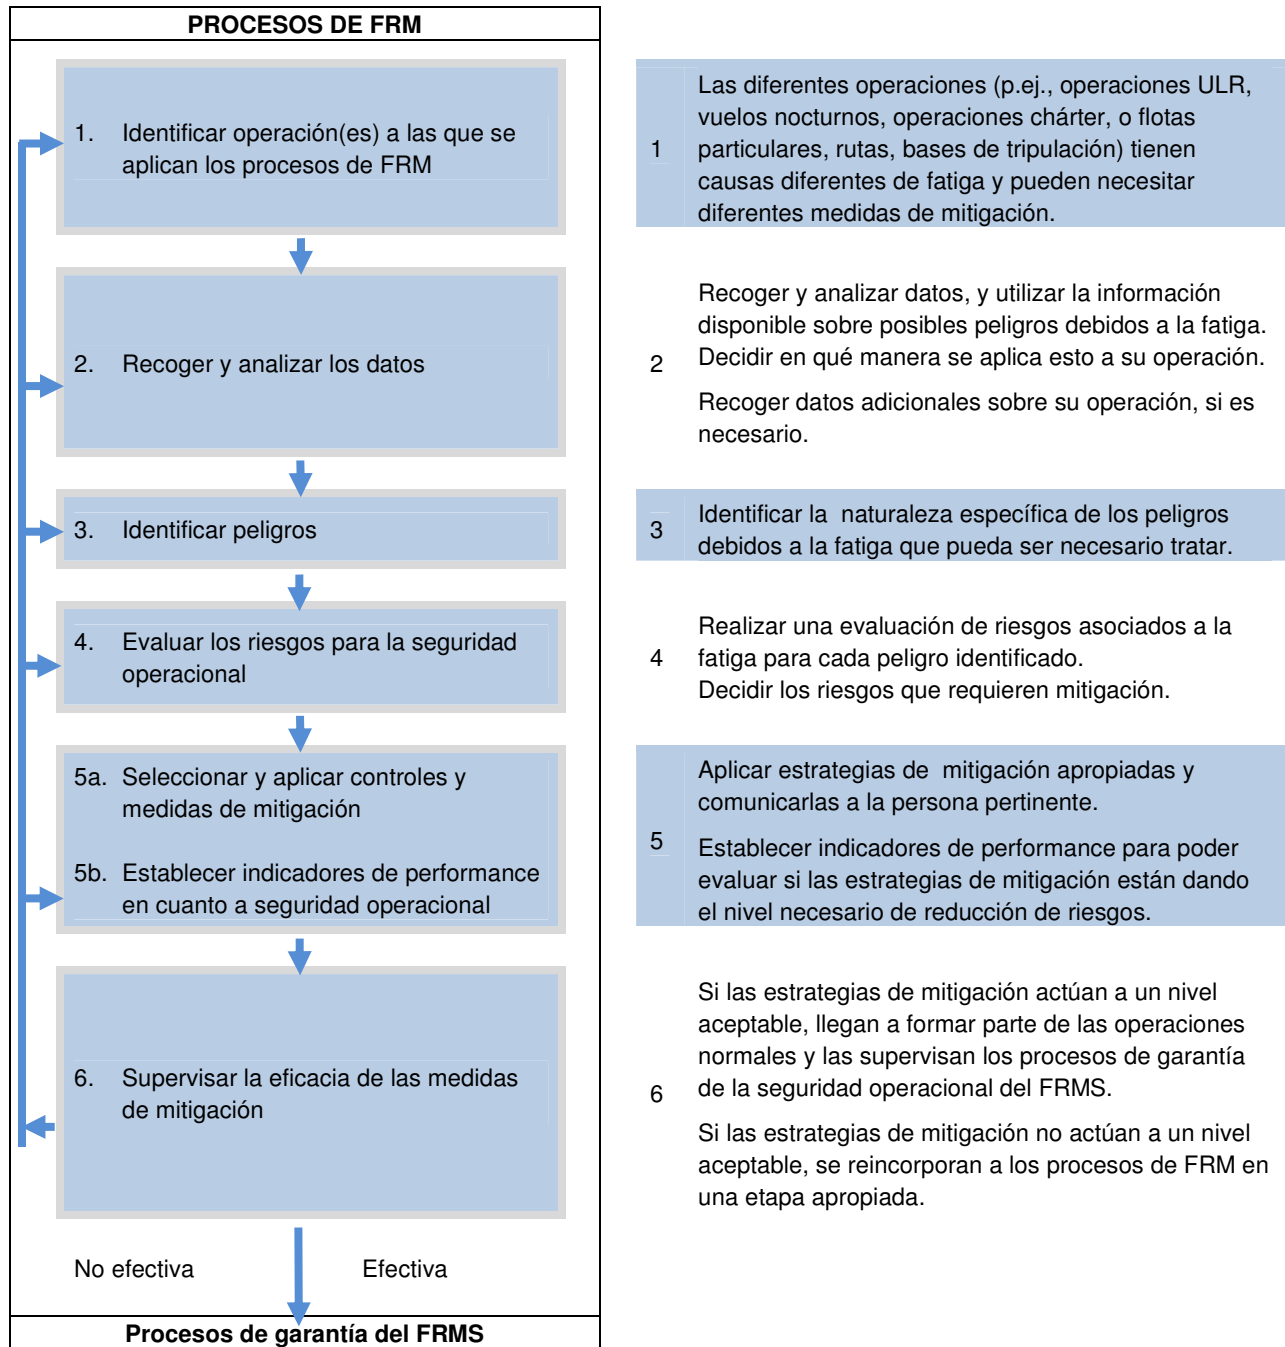 PROCESOS DE FRM
1. Identificar operación(es) a las que se
aplican los procesos de FRM
2. Recoger y analizar los datos
3. Identificar peligros
4. Evaluar los riesgos para la seguridad
operacional
5a. Seleccionar y aplicar controles y
medidas de mitigación
5b. Establecer indicadores de performance
en cuanto a seguridad operacional
6. Supervisar la eficacia de las medidas
de mitigación
No efectiva
Efectiva
Procesos de garantía del FRMS
1
Las diferentes operaciones (p.ej., operaciones ULR,
vuelos nocturnos, operaciones chárter, o flotas
particulares, rutas, bases de tripulación) tienen
causas diferentes de fatiga y pueden necesitar
diferentes medidas de mitigación.
2
Recoger y analizar datos, y utilizar la información
disponible sobre posibles peligros debidos a la fatiga.
Decidir en qué manera se aplica esto a su operación.
Recoger datos adicionales sobre su operación, si es
necesario.
3
Identificar la naturaleza específica de los peligros
debidos a la fatiga que pueda ser necesario tratar.
4
Realizar una evaluación de riesgos asociados a la
fatiga para cada peligro identificado.
Decidir los riesgos que requieren mitigación.
5
Aplicar estrategias de mitigación apropiadas y
comunicarlas a la persona pertinente.
Establecer indicadores de performance para poder
evaluar si las estrategias de mitigación están dando
el nivel necesario de reducción de riesgos.
6
Si las estrategias de mitigación actúan a un nivel
aceptable, llegan a formar parte de las operaciones
normales y las supervisan los procesos de garantía
de la seguridad operacional del FRMS.
Si las estrategias de mitigación no actúan a un nivel
aceptable, se reincorporan a los procesos de FRM en
una etapa apropiada.